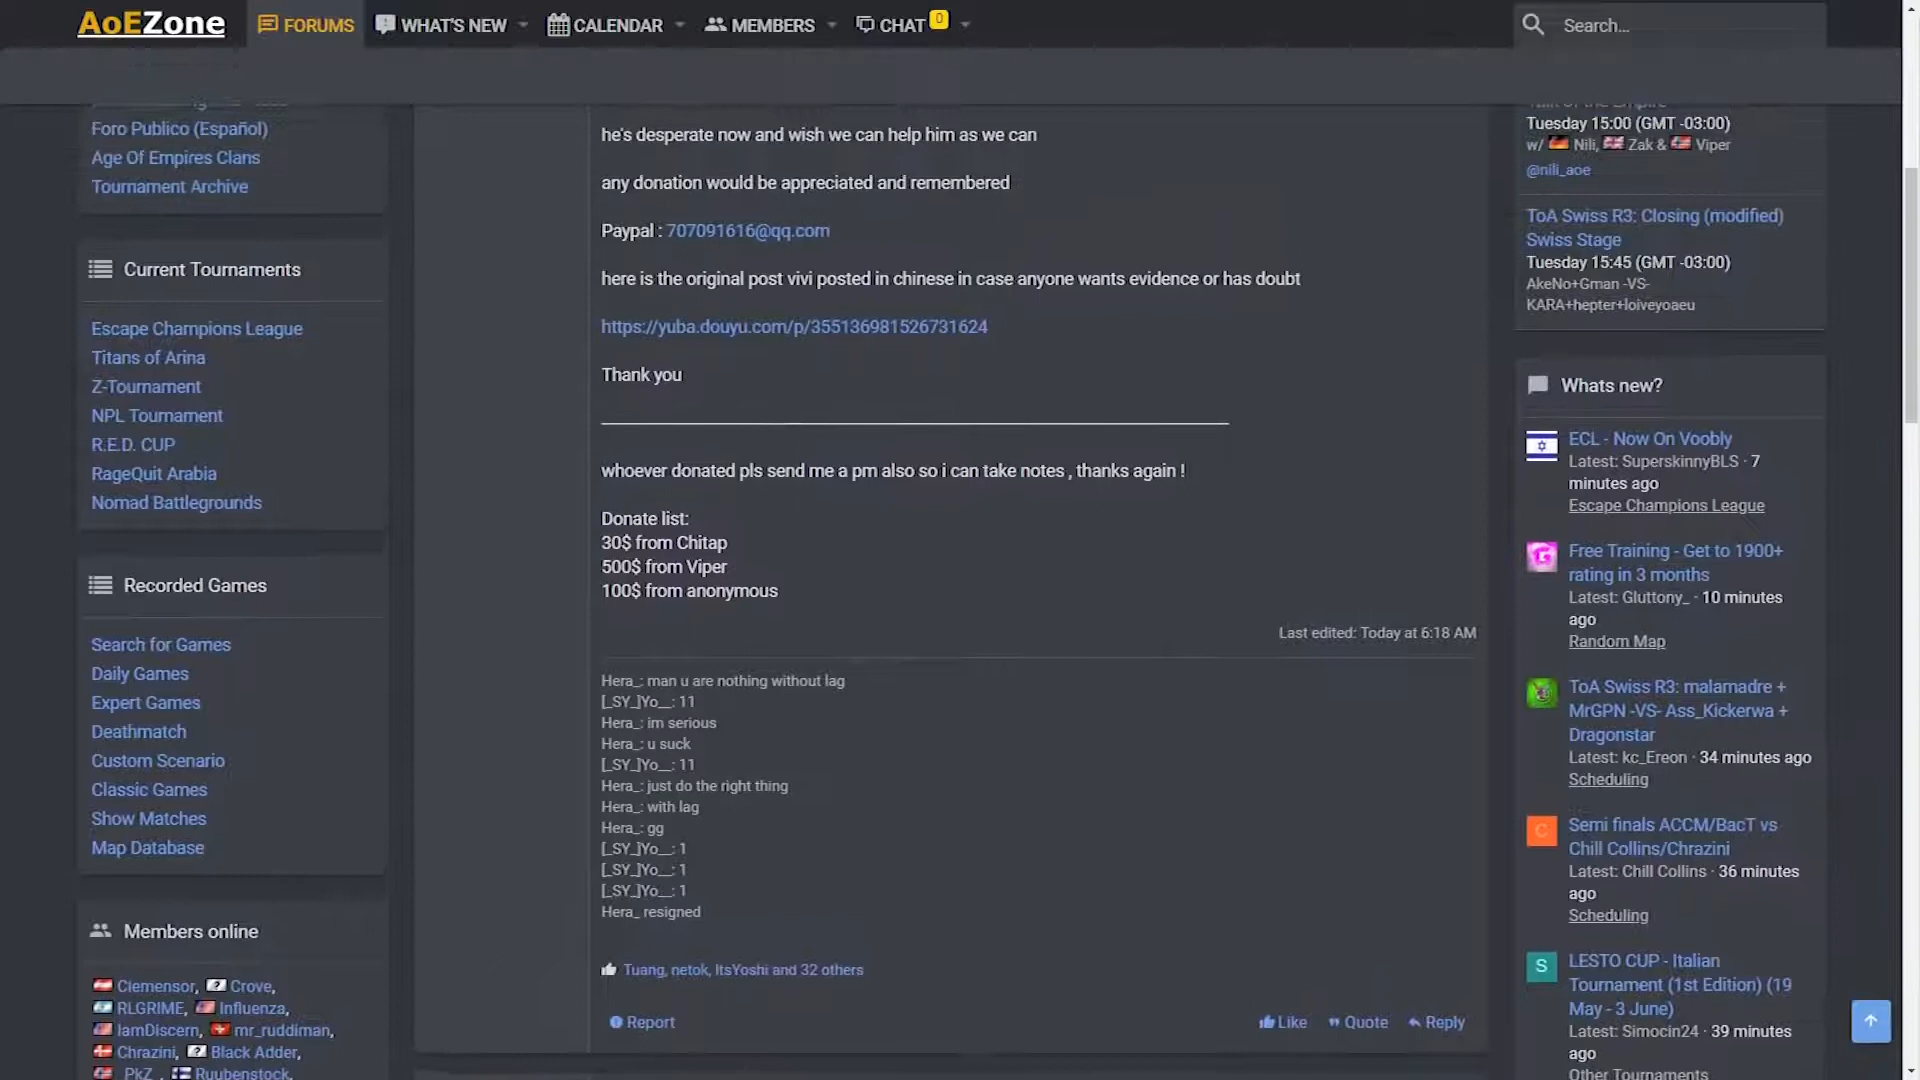 AoEZone
FORUMS
WHAT'S NEW
CALENDAR
MEMBERS
CHAT 0
Search...
Foro Publico (Español)
Age Of Empires Clans
Tournament Archive
Current Tournaments
Escape Champions League
Titans of Arina
Z-Tournament
NPL Tournament
R.E.D. CUP
RageQuit Arabia
Nomad Battlegrounds
Recorded Games
Search for Games
Daily Games
Expert Games
Deathmatch
Custom Scenario
Classic Games
Show Matches
Map Database
Members online
Clemensor, Crove,
RLGRIME, Influenza,
IamDiscern, mr_ruddiman,
Chrazini, Black Adder,
_PkZ_, Ruubenstock,
he's desperate now and wish we can help him as we can
any donation would be appreciated and remembered
Paypal : 707091616@qq.com
here is the original post vivi posted in chinese in case anyone wants evidence or has doubt
https://yuba.douyu.com/p/355136981526731624
Thank you
whoever donated pls send me a pm also so i can take notes , thanks again !
Donate list:
30$ from Chitap
500$ from Viper
100$ from anonymous
Last edited: Today at 6:18 AM
Hera_: man u are nothing without lag
[_SY_]Yo__: 11
Hera_: im serious
Hera_: u suck
[_SY_]Yo__: 11
Hera_: just do the right thing
Hera_: with lag
Hera_: gg
[_SY_]Yo__: 1
[_SY_]Yo__: 1
[_SY_]Yo__: 1
Hera_ resigned
Tuang, netok, ItsYoshi and 32 others
Report
Like
Quote
Reply
Tuesday 15:00 (GMT -03:00)
w/ Nili, Zak & Viper
@nili_aoe
ToA Swiss R3: Closing (modified)
Swiss Stage
Tuesday 15:45 (GMT -03:00)
AkeNo+Gman -VS-
KARA+hepter+loiveyoaeu
Whats new?
ECL - Now On Voobly
Latest: SuperskinnyBLS · 7
minutes ago
Escape Champions League
Free Training - Get to 1900+
rating in 3 months
Latest: Gluttony_ · 10 minutes
ago
Random Map
ToA Swiss R3: malamadre +
MrGPN -VS- Ass_Kickerwa +
Dragonstar
Latest: kc_Ereon · 34 minutes ago
Scheduling
C
Semi finals ACCM/BacT vs
Chill Collins/Chrazini
Latest: Chill Collins · 36 minutes
ago
Scheduling
S
LESTO CUP - Italian
Tournament (1st Edition) (19
May - 3 June)
Latest: Simocin24 · 39 minutes
ago
Other Tournaments